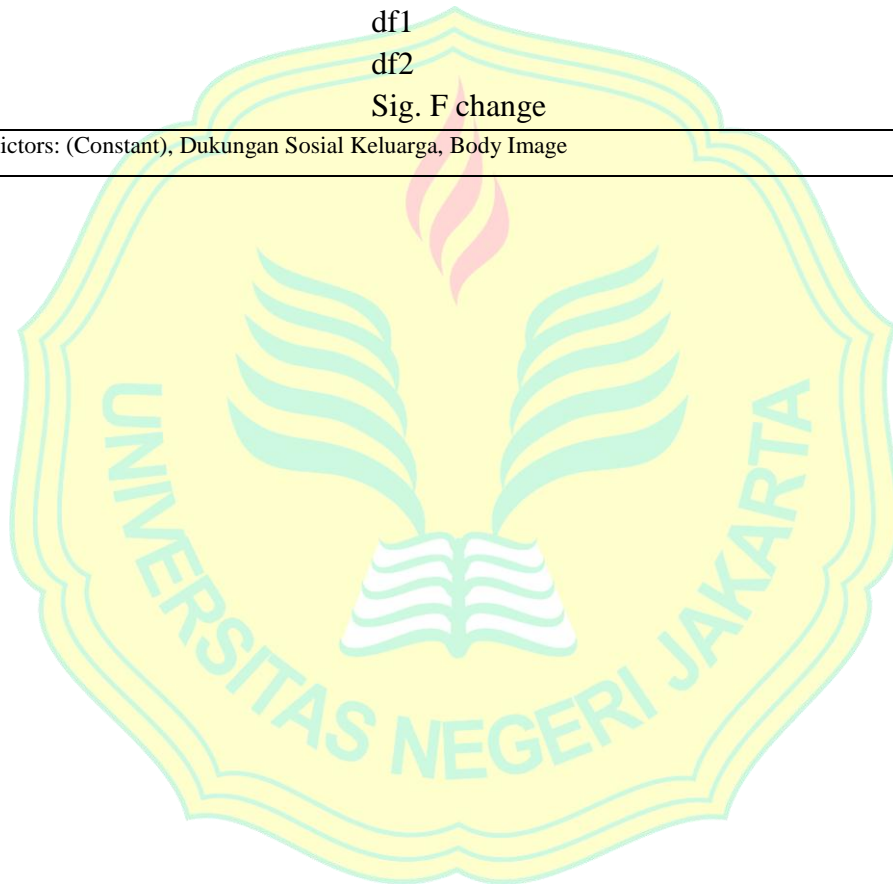 df1
df2
Sig. F change
ictors: (Constant), Dukungan Sosial Keluarga, Body Image
UNIVERSITAS NEGERI JAKARTA